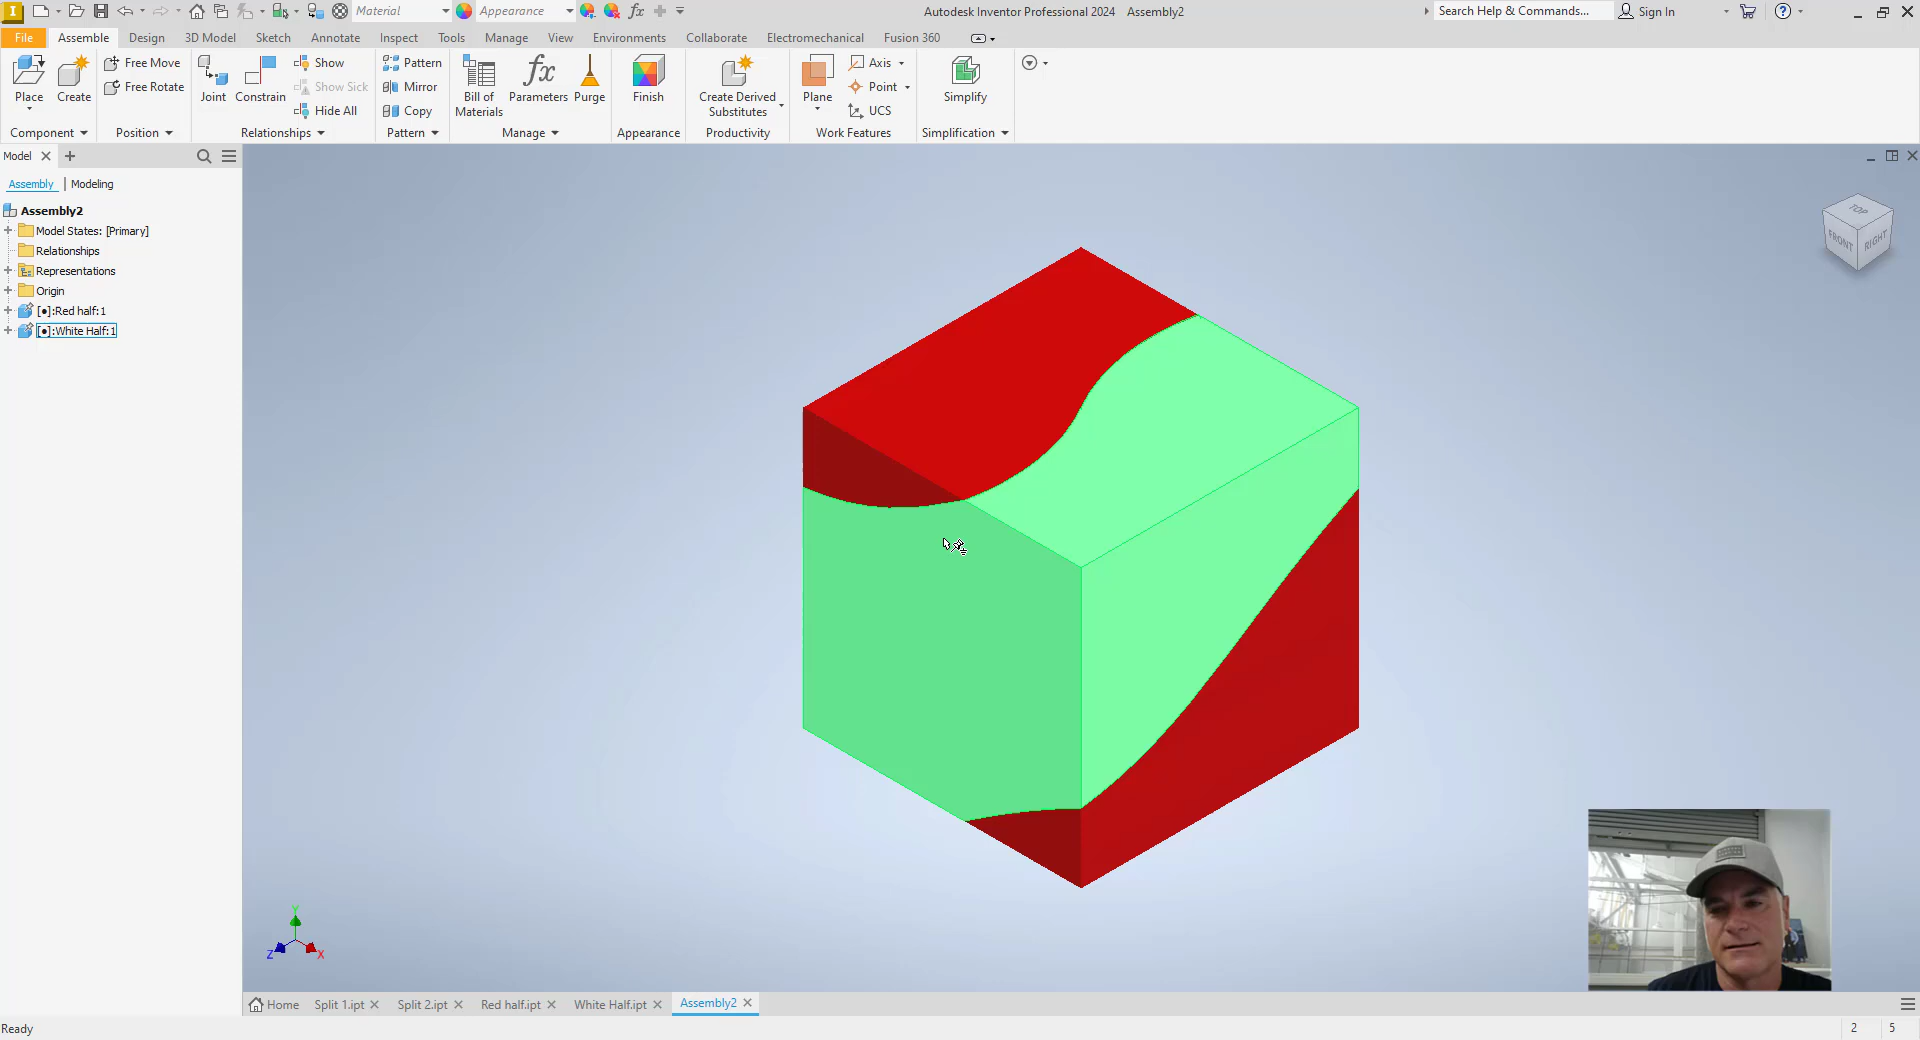 Material
Appearance
Autodesk Inventor Professional 2024 Assembly2
Search Help & Commands...
Sign In
File Assemble Design 3D Model Sketch Annotate Inspect Tools Manage View Environments Collaborate Electromechanical Fusion 360
Place
Create
Component
Free Move
Free Rotate
Position
Joint
Constrain
Show
Show Sick
Hide All
Relationships
Pattern
Mirror
Copy
Pattern
Bill of
Materials
Parameters
Purge
Manage
Finish
Appearance
Create Derived
Substitutes
Productivity
Plane
Axis
Point
UCS
Work Features
Simplify
Simplification
Model
Assembly | Modeling
Assembly2
Model States: [Primary]
Relationships
Representations
Origin
[●]:Red half:1
[●]:White Half:1
TOP
FRONT
RIGHT
Y
Z
X
Home Split 1.ipt Split 2.ipt Red half.ipt White Half.ipt Assembly2
Ready
2 5